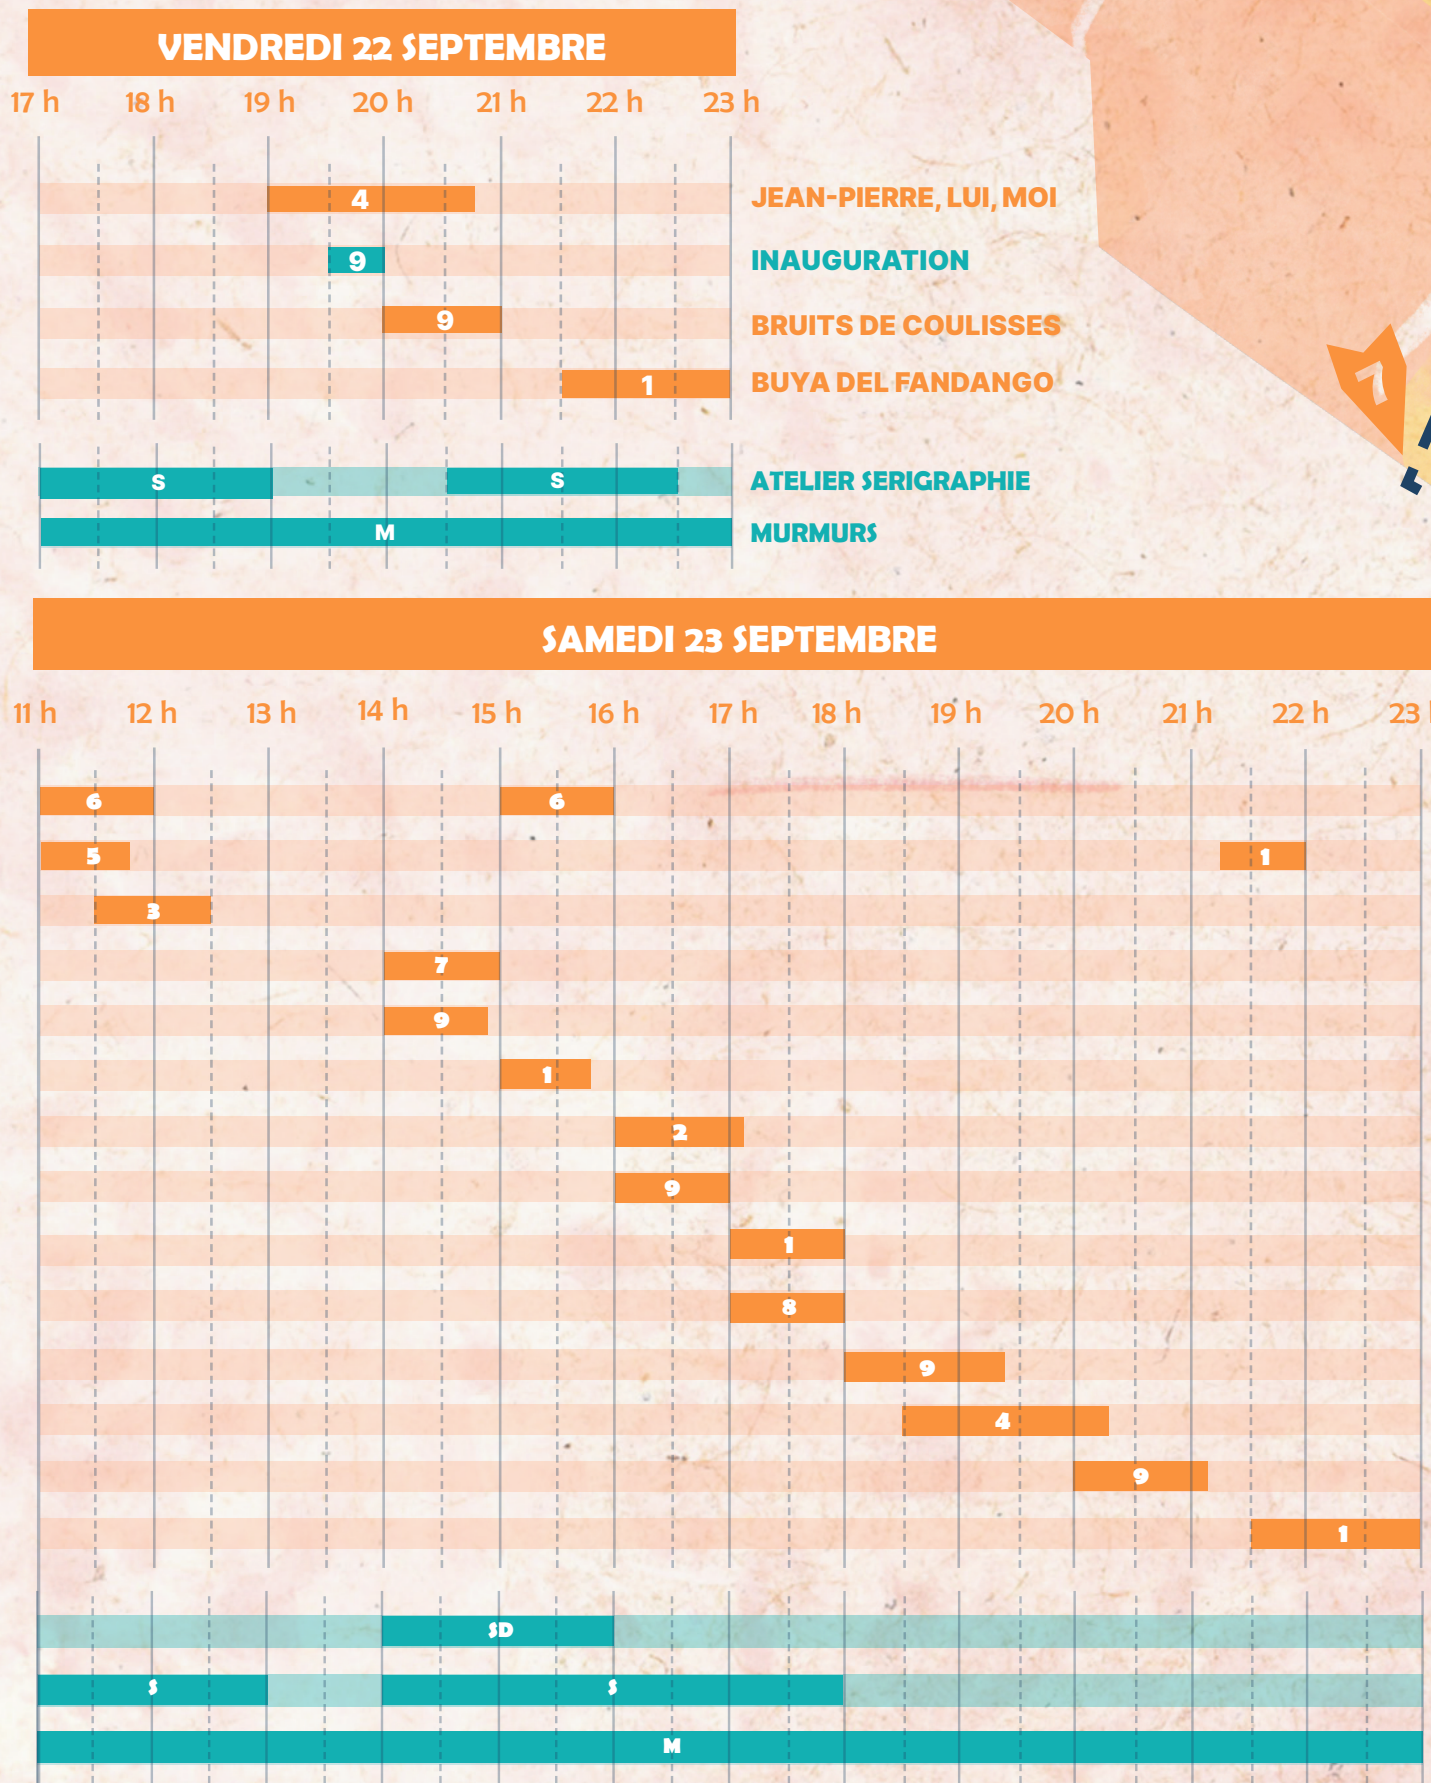 VENDREDI 22 SEPTEMBRE
17 h 18 h 19 h 20 h 21 h 22 h 23 h
4 JEAN-PIERRE, LUI, MOI
9 INAUGURATION
9 BRUITS DE COULISSES
1 BUYA DEL FANDANGO
7
S S ATELIER SERIGRAPHIE
M MURMURS
SAMEDI 23 SEPTEMBRE
11 h 12 h 13 h 14 h 15 h 16 h 17 h 18 h 19 h 20 h 21 h 22 h 23
6 6
5 1
3
7
9
1
2
9
1
8
9
4
9
1
SD
S S
M